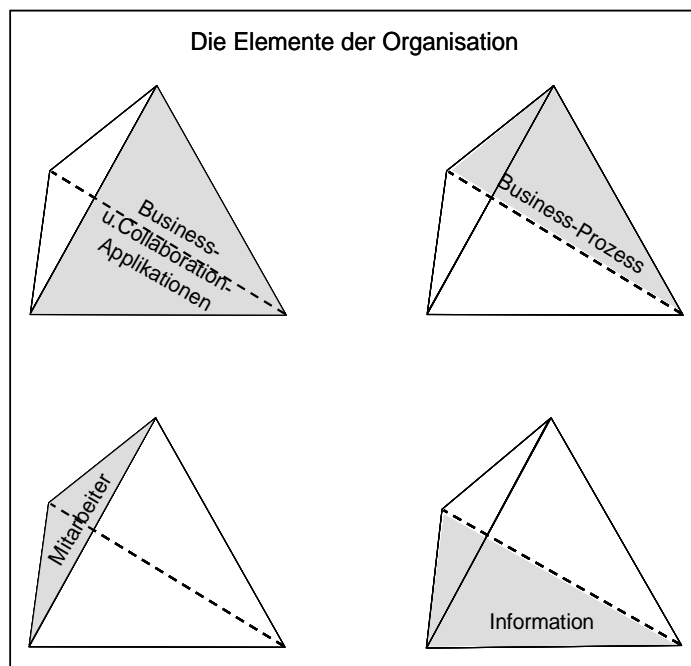 Die Elemente der Organisation
Business-
u.Collaboration-
Applikationen
Business-Prozess
Mitarbeiter
Information